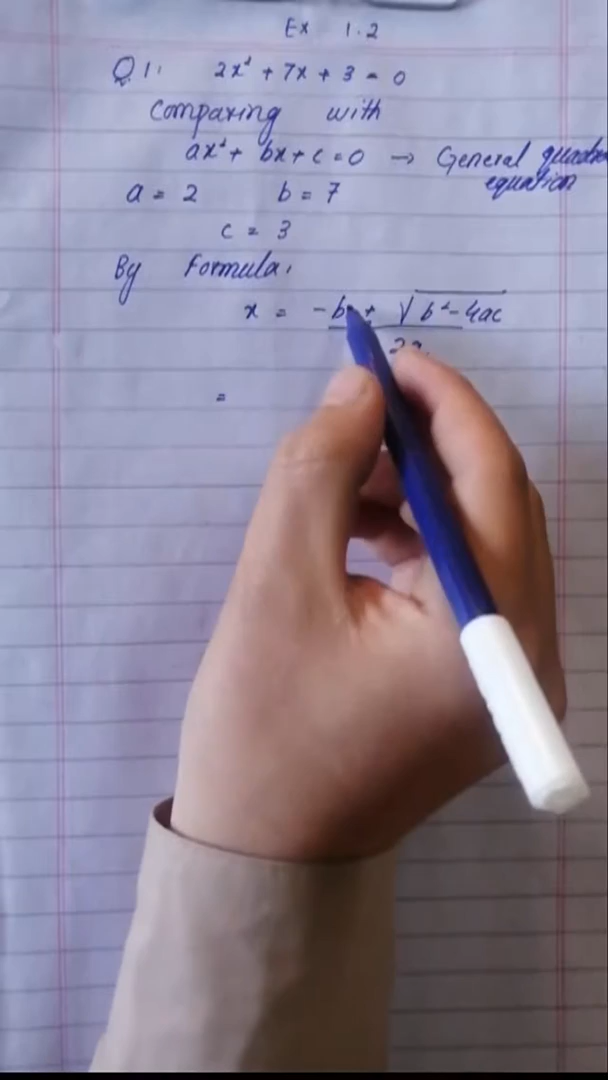 Ex 1.2
Q1: 2x² + 7x + 3 = 0
Comparing with
ax² + bx + c = 0 → General
equation
a = 2 b = 7
c = 3
By Formula:
x = -b ± √b² - 4ac
2a
=